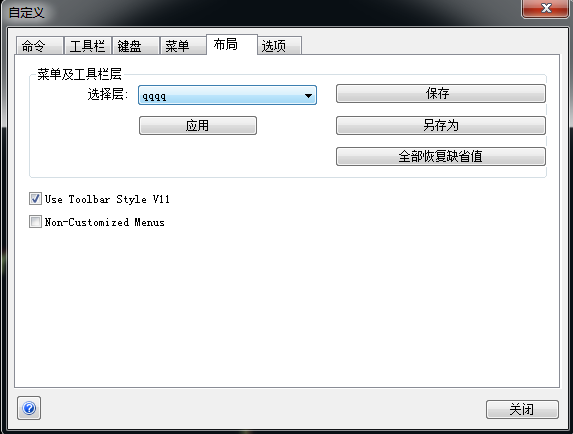 自定义
命令 工具栏 键盘 菜单 布局 选项
菜单及工具栏层
选择层: qqqq 保存
应用 另存为
全部恢复缺省值
Use Toolbar Style V11
Non-Customized Menus
关闭